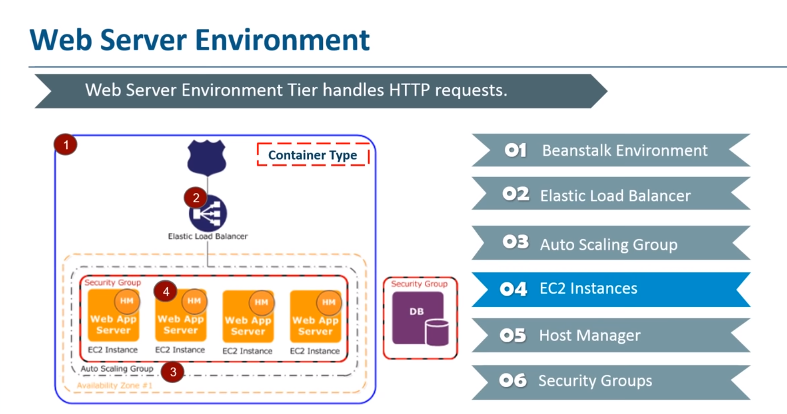 Web Server Environment
Web Server Environment Tier handles HTTP requests.
1
Container Type
2
Elastic Load Balancer
Security Group
4
HM
HM
HM
HM
Web App
Server
Web App
Server
Web App
Server
Web App
Server
EC2 Instance
EC2 Instance
EC2 Instance
EC2 Instance
Auto Scaling Group
3
Availability Zone #1
Security Group
DB
01 Beanstalk Environment
02 Elastic Load Balancer
03 Auto Scaling Group
04 EC2 Instances
05 Host Manager
06 Security Groups